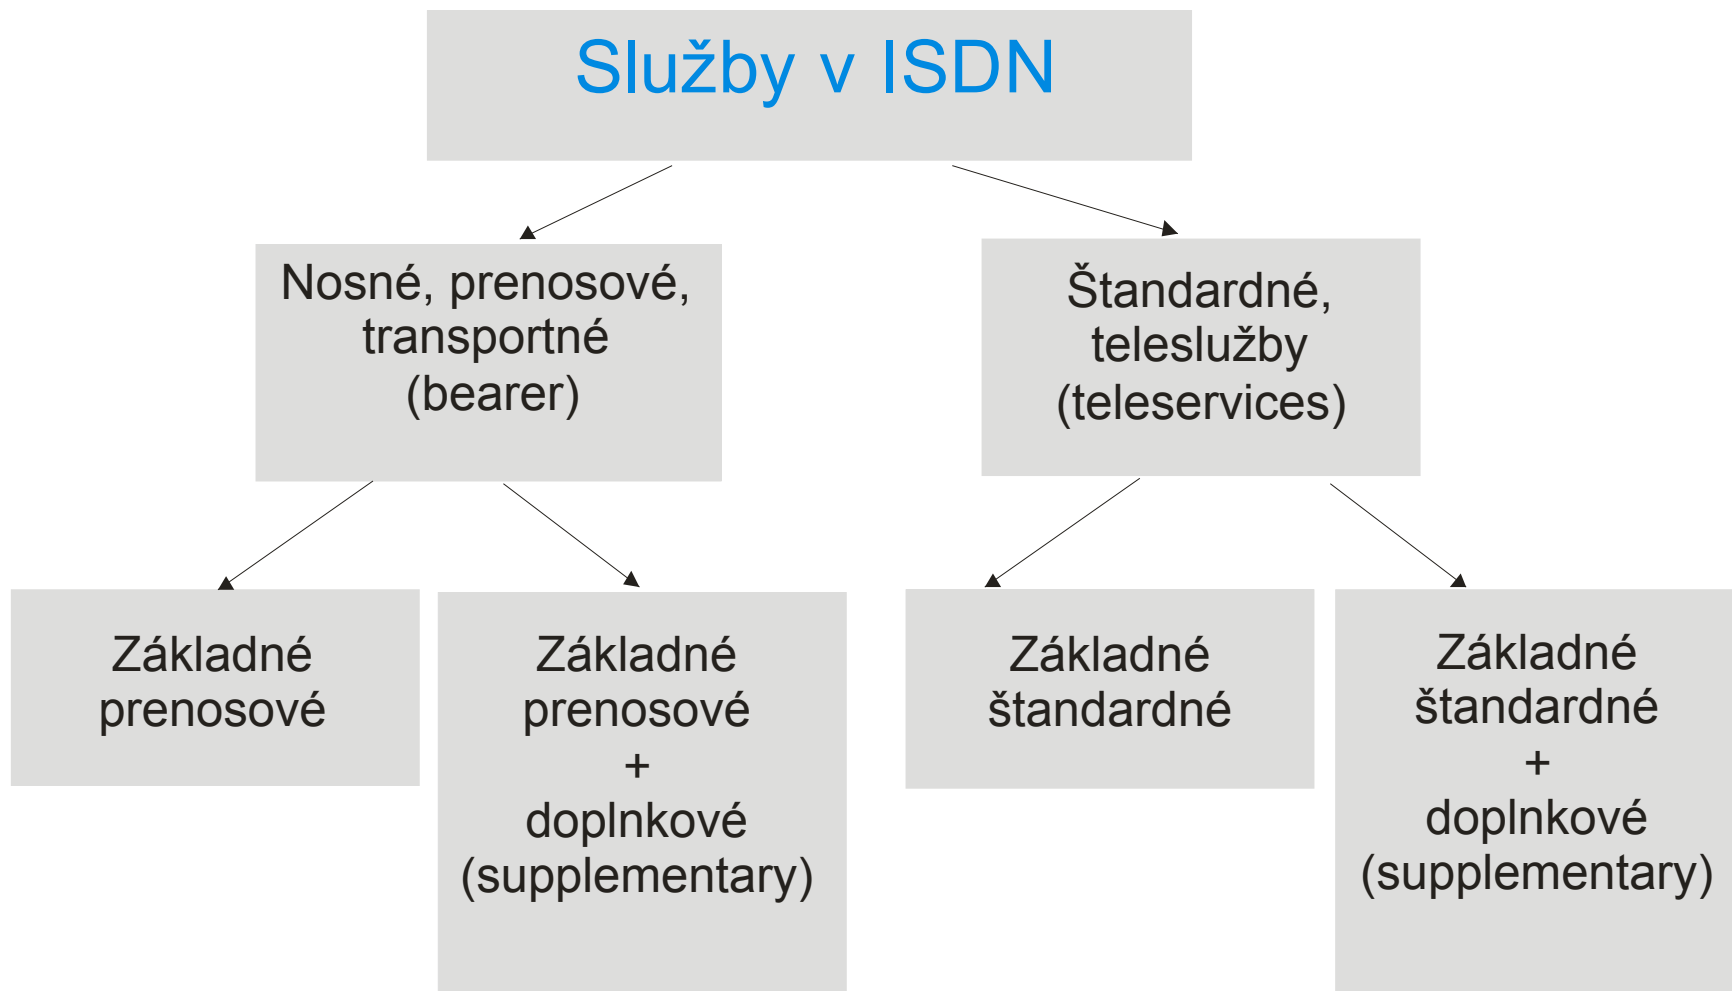 Služby v ISDN
Nosné, prenosové,
transportné
(bearer)
Štandardné,
teleslužby
(teleservices)
Základné
prenosové
Základné
prenosové
+
doplnkové
(supplementary)
Základné
štandardné
Základné
štandardné
+
doplnkové
(supplementary)